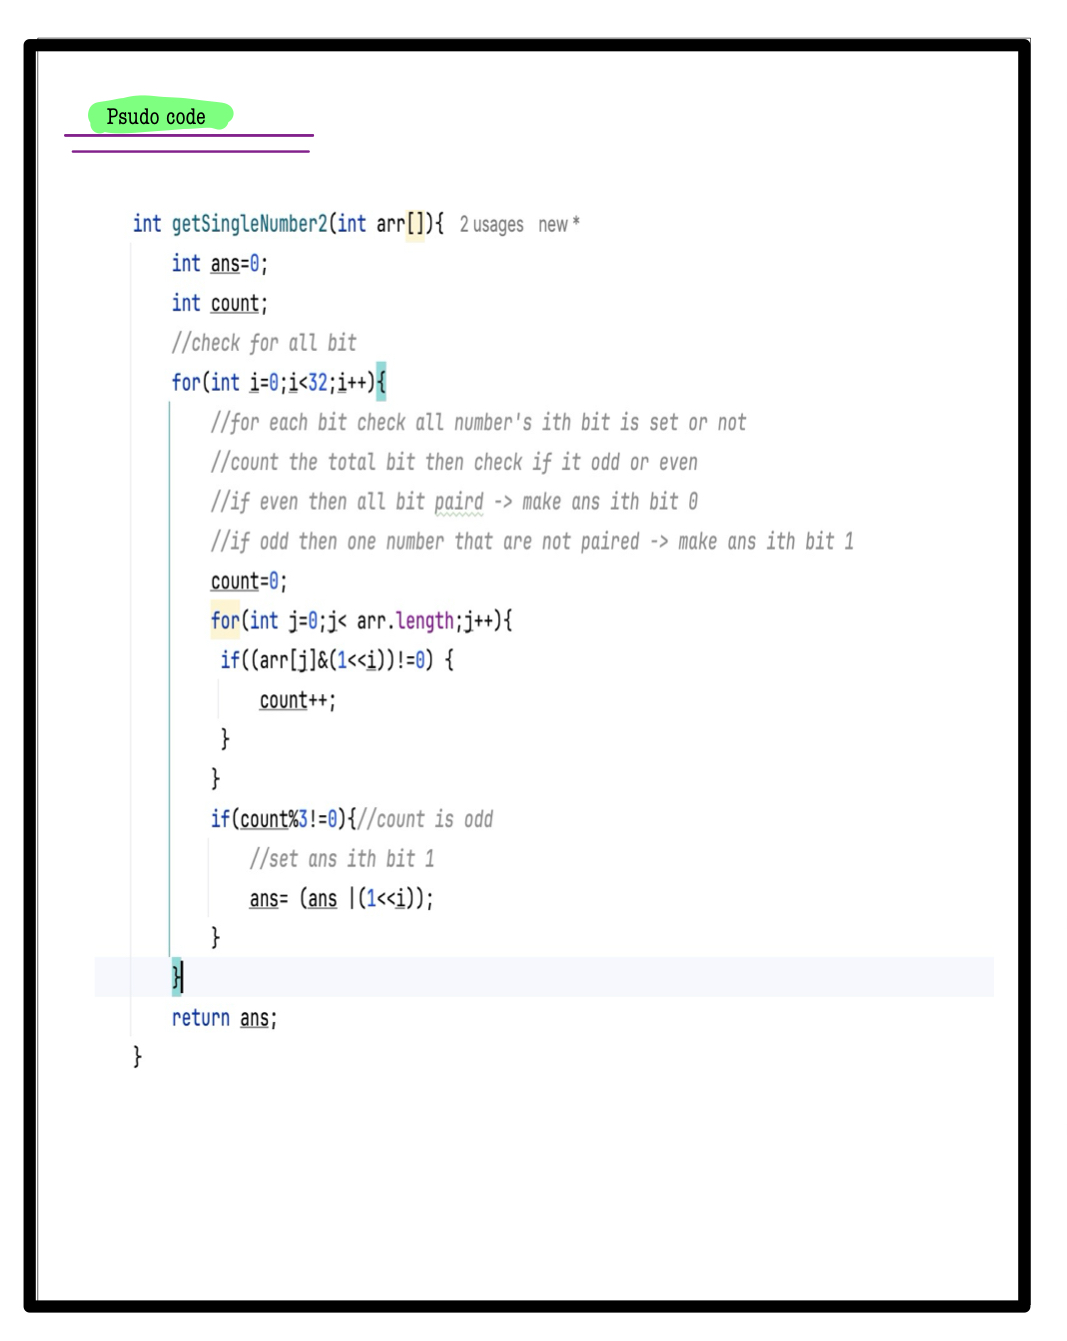 Psudo code
int getSingleNumber2(int arr[]){ 2 usages new *
int ans=0;
int count;
//check for all bit
for(int i=0;i<32;i++){
//for each bit check all number's ith bit is set or not
//count the total bit then check if it odd or even
//if even then all bit paird -> make ans ith bit 0
//if odd then one number that are not paired -> make ans ith bit 1
count=0;
for(int j=0;j< arr.length;j++){
if((arr[j]&(1<<i))!=0) {
count++;
}
}
if(count%3!=0){//count is odd
//set ans ith bit 1
ans= (ans |(1<<i));
}
}
return ans;
}